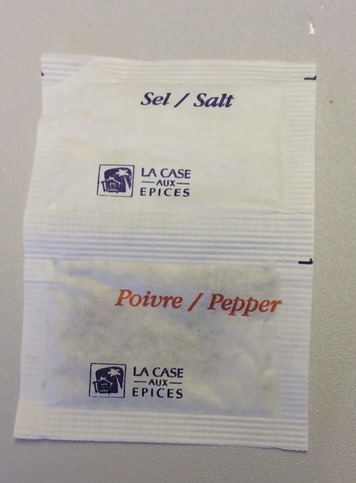 Sel / Salt
LA CASE
AUX
EPICES
Poivre / Pepper
LA CASE
AUX
EPICES